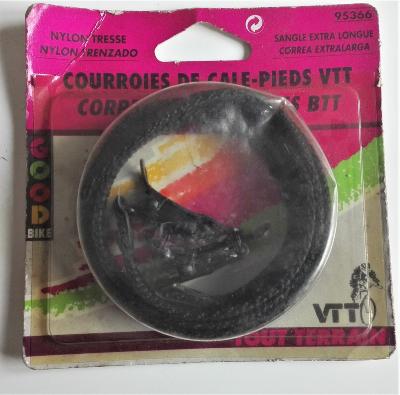 95366
NYLON TRESSE
NYLON TRENZADO
SANGLE EXTRA LONGUE
CORREA EXTRALARGA
COURROIES DE CALE-PIEDS VTT
BTT
GOOD
BIKE
VTT
TOUT TERRAIN